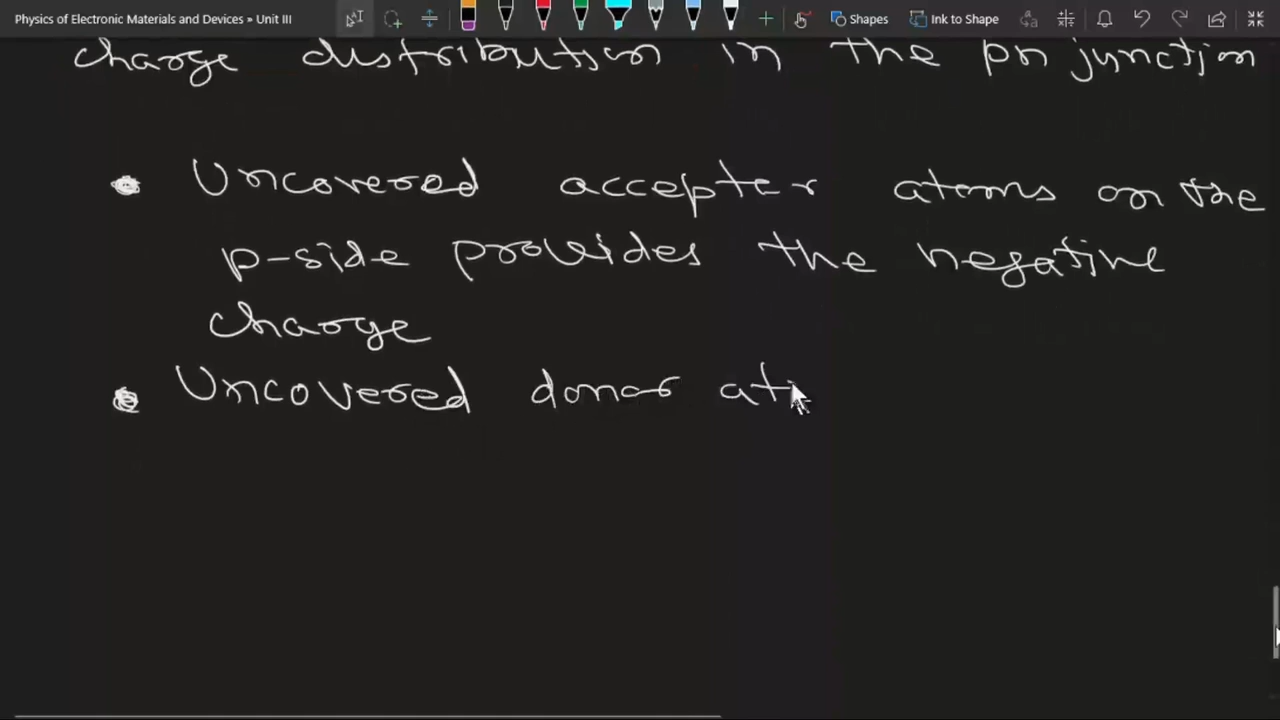 Physics of Electronic Materials and Devices » Unit III
Shapes
Ink to Shape
charge distribution in the pn junction
Uncovered accepter atoms on the
p-side provides the negative
charge
Uncovered donar at